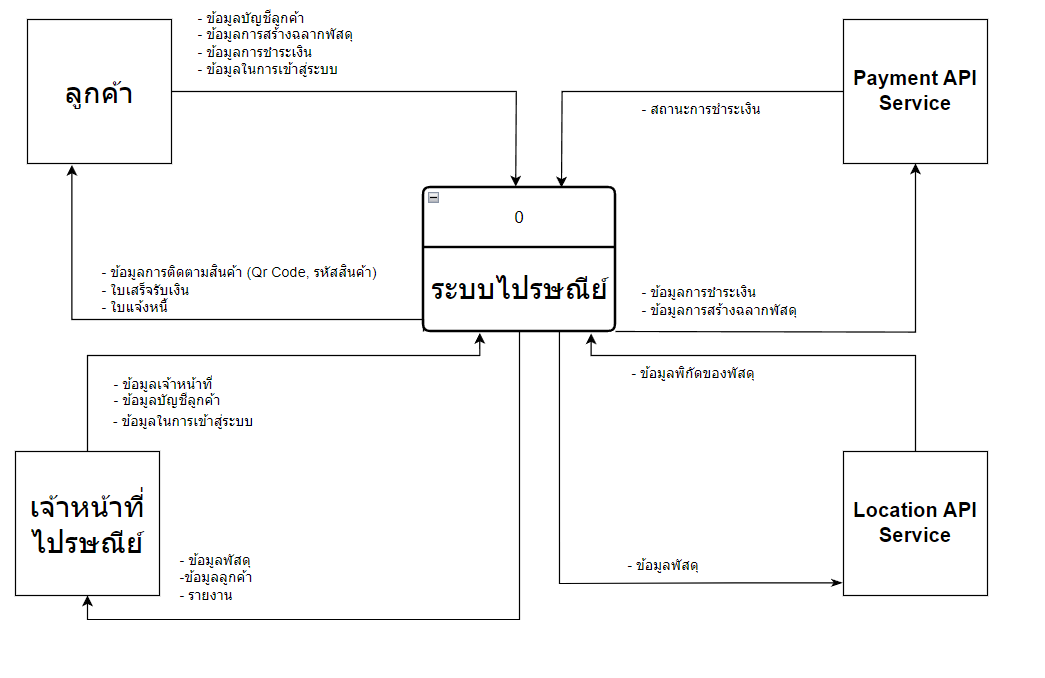 - ข้อมูลบัญชีลูกค้า
- ข้อมูลการสร้างฉลากพัสดุ
- ข้อมูลการชำระเงิน
- ข้อมูลในการเข้าสู่ระบบ
ลูกค้า
Payment API
Service
- สถานะการชำระเงิน
0
ระบบไปรษณีย์
- ข้อมูลการติดตามสินค้า (Qr Code, รหัสสินค้า)
- ใบเสร็จรับเงิน
- ใบแจ้งหนี้
- ข้อมูลการชำระเงิน
- ข้อมูลการสร้างฉลากพัสดุ
- ข้อมูลเจ้าหน้าที่
- ข้อมูลบัญชีลูกค้า
- ข้อมูลในการเข้าสู่ระบบ
- ข้อมูลพิกัดของพัสดุ
เจ้าหน้าที่
ไปรษณีย์
Location API
Service
- ข้อมูลพัสดุ
-ข้อมูลลูกค้า
- รายงาน
- ข้อมูลพัสดุ